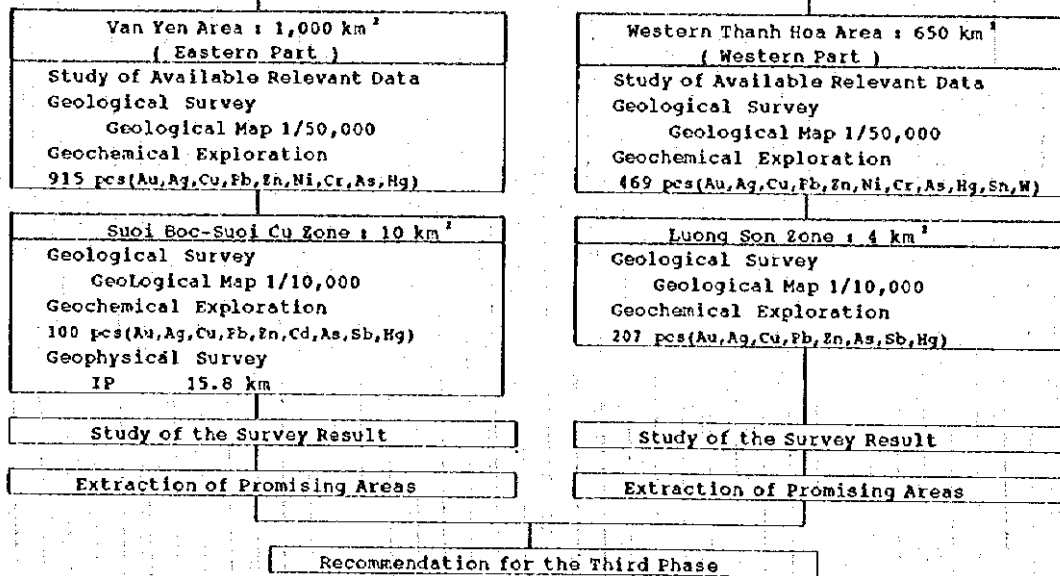 Van Yen Area : 1,000 km²
( Eastern Part )
Study of Available Relevant Data
Geological Survey
Geological Map 1/50,000
Geochemical Exploration
915 pcs(Au,Ag,Cu,Pb,Zn,Ni,Cr,As,Hg)
Suoi Boc-Suoi Cu Zone : 10 km²
Geological Survey
GeoLogical Map 1/10,000
Geochemical Exploration
100 pcs(Au,Ag,Cu,Pb,Zn,Cd,As,Sb,Hg)
Geophysical Survey
IP 15.8 km
Study of the Survey Result
Extraction of Promising Areas
Western Thanh Hoa Area : 650 km²
( Western Part )
Study of Available Relevant Data
Geological Survey
Geological Map 1/50,000
Geochemical Exploration
469 pcs(Au,Ag,Cu,Pb,Zn,Ni,Cr,As,Hg,Sn,W)
Luong Son Zone : 4 km²
Geological Survey
Geological Map 1/10,000
Geochemical Exploration
207 pcs(Au,Ag,Cu,Pb,Zn,As,Sb,Hg)
Study of the Survey Result
Extraction of Promising Areas
Recommendation for the Third Phase